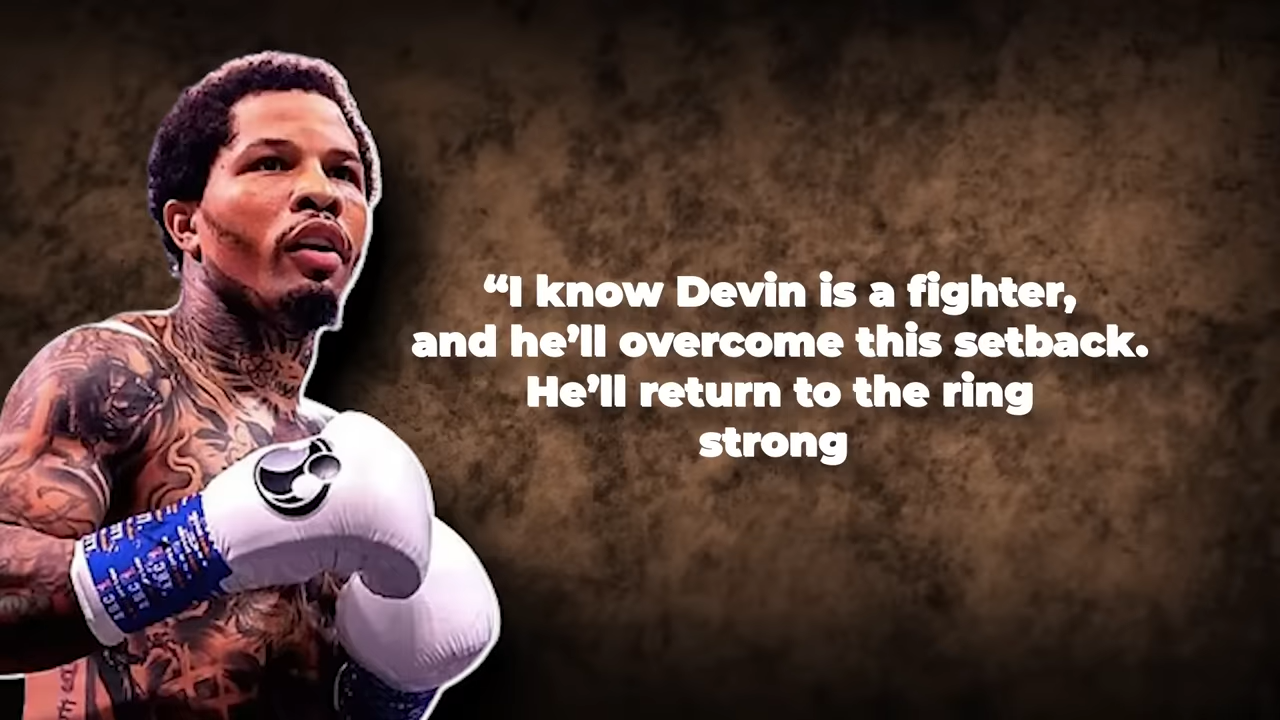 “I know Devin is a fighter,
and he’ll overcome this setback.
He’ll return to the ring
strong